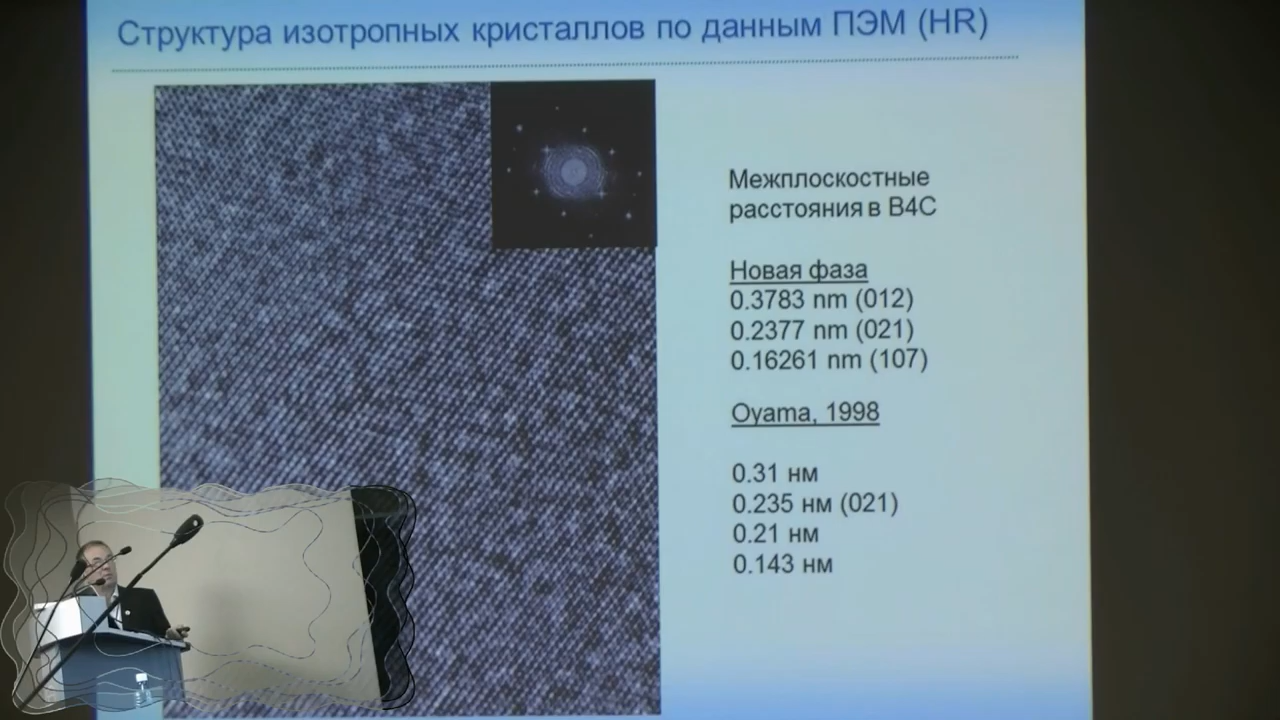 Структура изотропных кристаллов по данным ПЭМ (HR)
Межплоскостные
расстояния в B4C
Новая фаза
0.3783 nm (012)
0.2377 nm (021)
0.16261 nm (107)
Oyama, 1998
0.31 нм
0.235 нм (021)
0.21 нм
0.143 нм